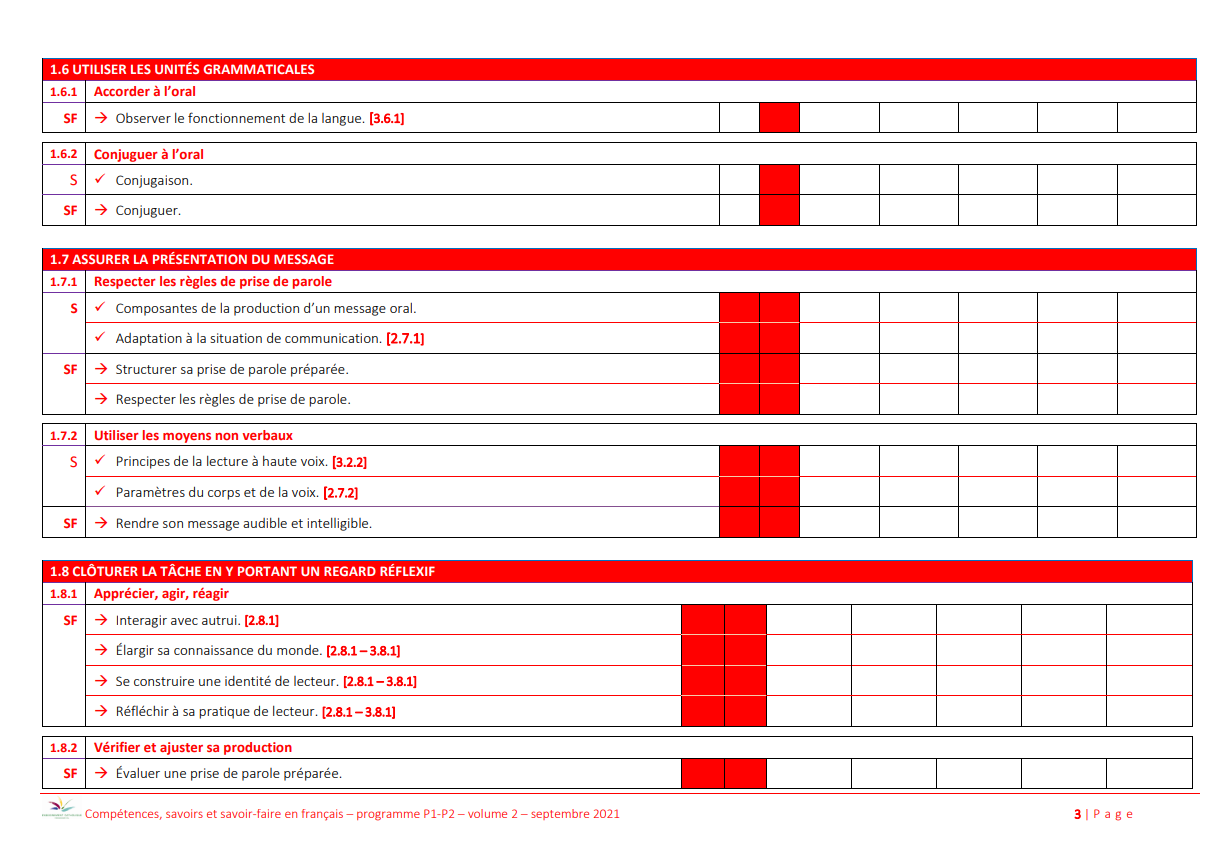 1.6 UTILISER LES UNITÉS GRAMMATICALES
1.6.1 Accorder à l’oral
SF → Observer le fonctionnement de la langue. [3.6.1]
1.6.2 Conjuguer à l’oral
S ✓ Conjugaison.
SF → Conjuguer.
1.7 ASSURER LA PRÉSENTATION DU MESSAGE
1.7.1 Respecter les règles de prise de parole
S ✓ Composantes de la production d’un message oral.
✓ Adaptation à la situation de communication. [2.7.1]
SF → Structurer sa prise de parole préparée.
→ Respecter les règles de prise de parole.
1.7.2 Utiliser les moyens non verbaux
S ✓ Principes de la lecture à haute voix. [3.2.2]
✓ Paramètres du corps et de la voix. [2.7.2]
SF → Rendre son message audible et intelligible.
1.8 CLÔTURER LA TÂCHE EN Y PORTANT UN REGARD RÉFLEXIF
1.8.1 Apprécier, agir, réagir
SF → Interagir avec autrui. [2.8.1]
→ Élargir sa connaissance du monde. [2.8.1 – 3.8.1]
→ Se construire une identité de lecteur. [2.8.1 – 3.8.1]
→ Réfléchir à sa pratique de lecteur. [2.8.1 – 3.8.1]
1.8.2 Vérifier et ajuster sa production
SF → Évaluer une prise de parole préparée.
Compétences, savoirs et savoir-faire en français – programme P1-P2 – volume 2 – septembre 2021 3 | P a g e